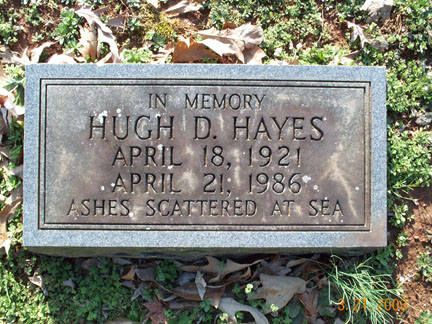 IN MEMORY
HUGH D. HAYES
APRIL 18, 1921
APRIL 21, 1986
ASHES SCATTERED AT SEA